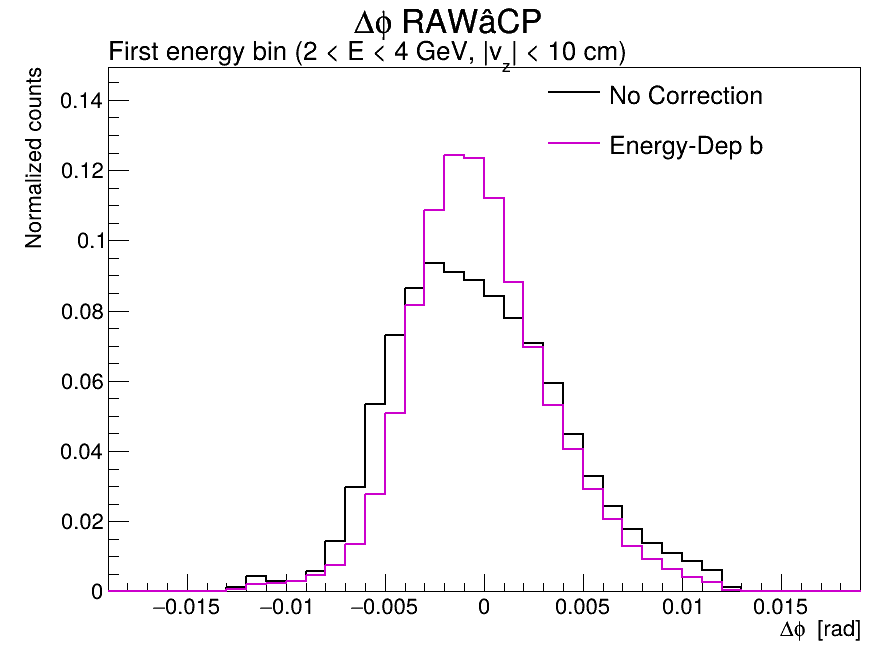 Δϕ RAWâCP
First energy bin (2 < E < 4 GeV, |v_z| < 10 cm)
Normalized counts
No Correction
Energy-Dep b
0.14
0.12
0.1
0.08
0.06
0.04
0.02
0
−0.015 −0.01 −0.005 0 0.005 0.01 0.015
Δϕ [rad]